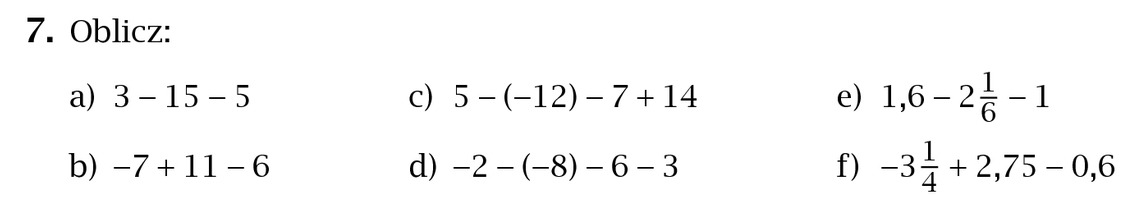 7. Oblicz:
a) 3 – 15 – 5 c) 5 – (–12) – 7 + 14 e) 1,6 – 2 1/6 – 1
b) –7 + 11 – 6 d) –2 – (–8) – 6 – 3 f) –3 1/4 + 2,75 – 0,6